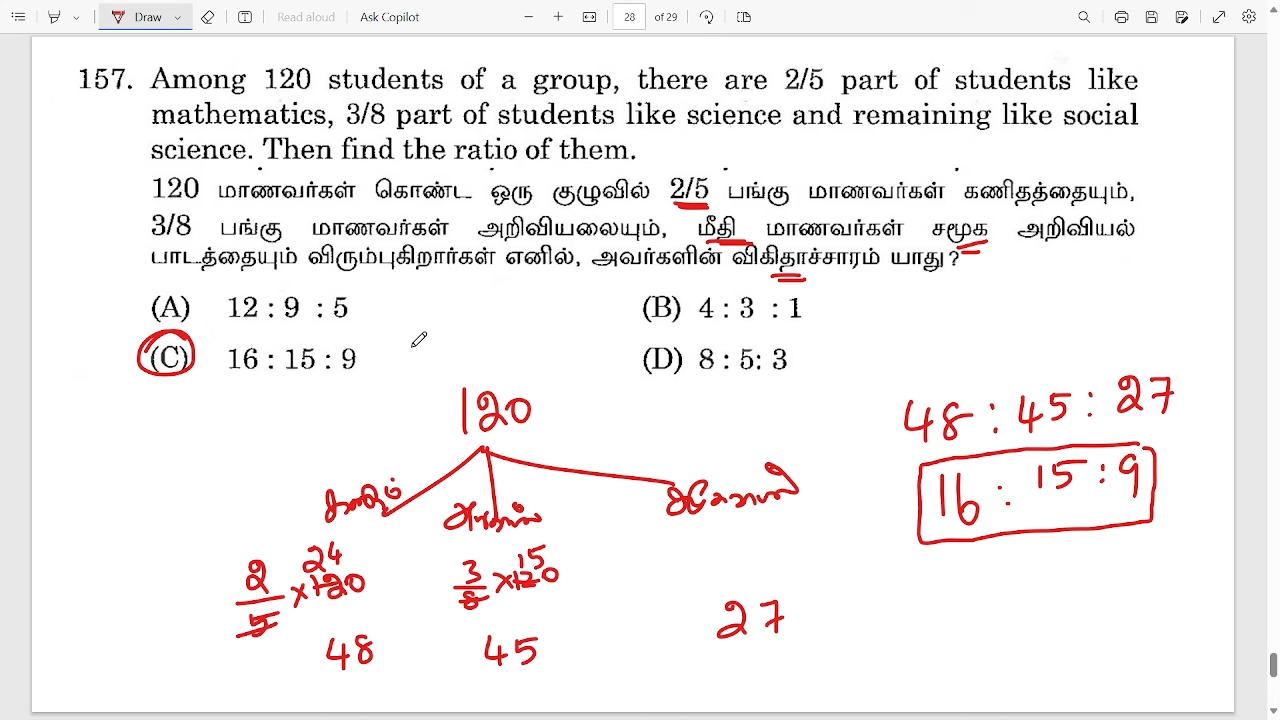 Draw Read aloud Ask Copilot 28 of 29
157. Among 120 students of a group, there are 2/5 part of students like
mathematics, 3/8 part of students like science and remaining like social
science. Then find the ratio of them.
120 மாணவர்கள் கொண்ட ஒரு குழுவில் 2/5 பங்கு மாணவர்கள் கணிதத்தையும்,
3/8 பங்கு மாணவர்கள் அறிவியலையும், மீதி மாணவர்கள் சமூக அறிவியல்
பாடத்தையும் விரும்புகிறார்கள் எனில், அவர்களின் விகிதாச்சாரம் யாது?
(A) 12 : 9 : 5 (B) 4 : 3 : 1
(C) 16 : 15 : 9 (D) 8 : 5: 3
120
48 : 45 : 27
16 : 15 : 9
2/5 × 120 24
3/8 × 120 15
48 45 27